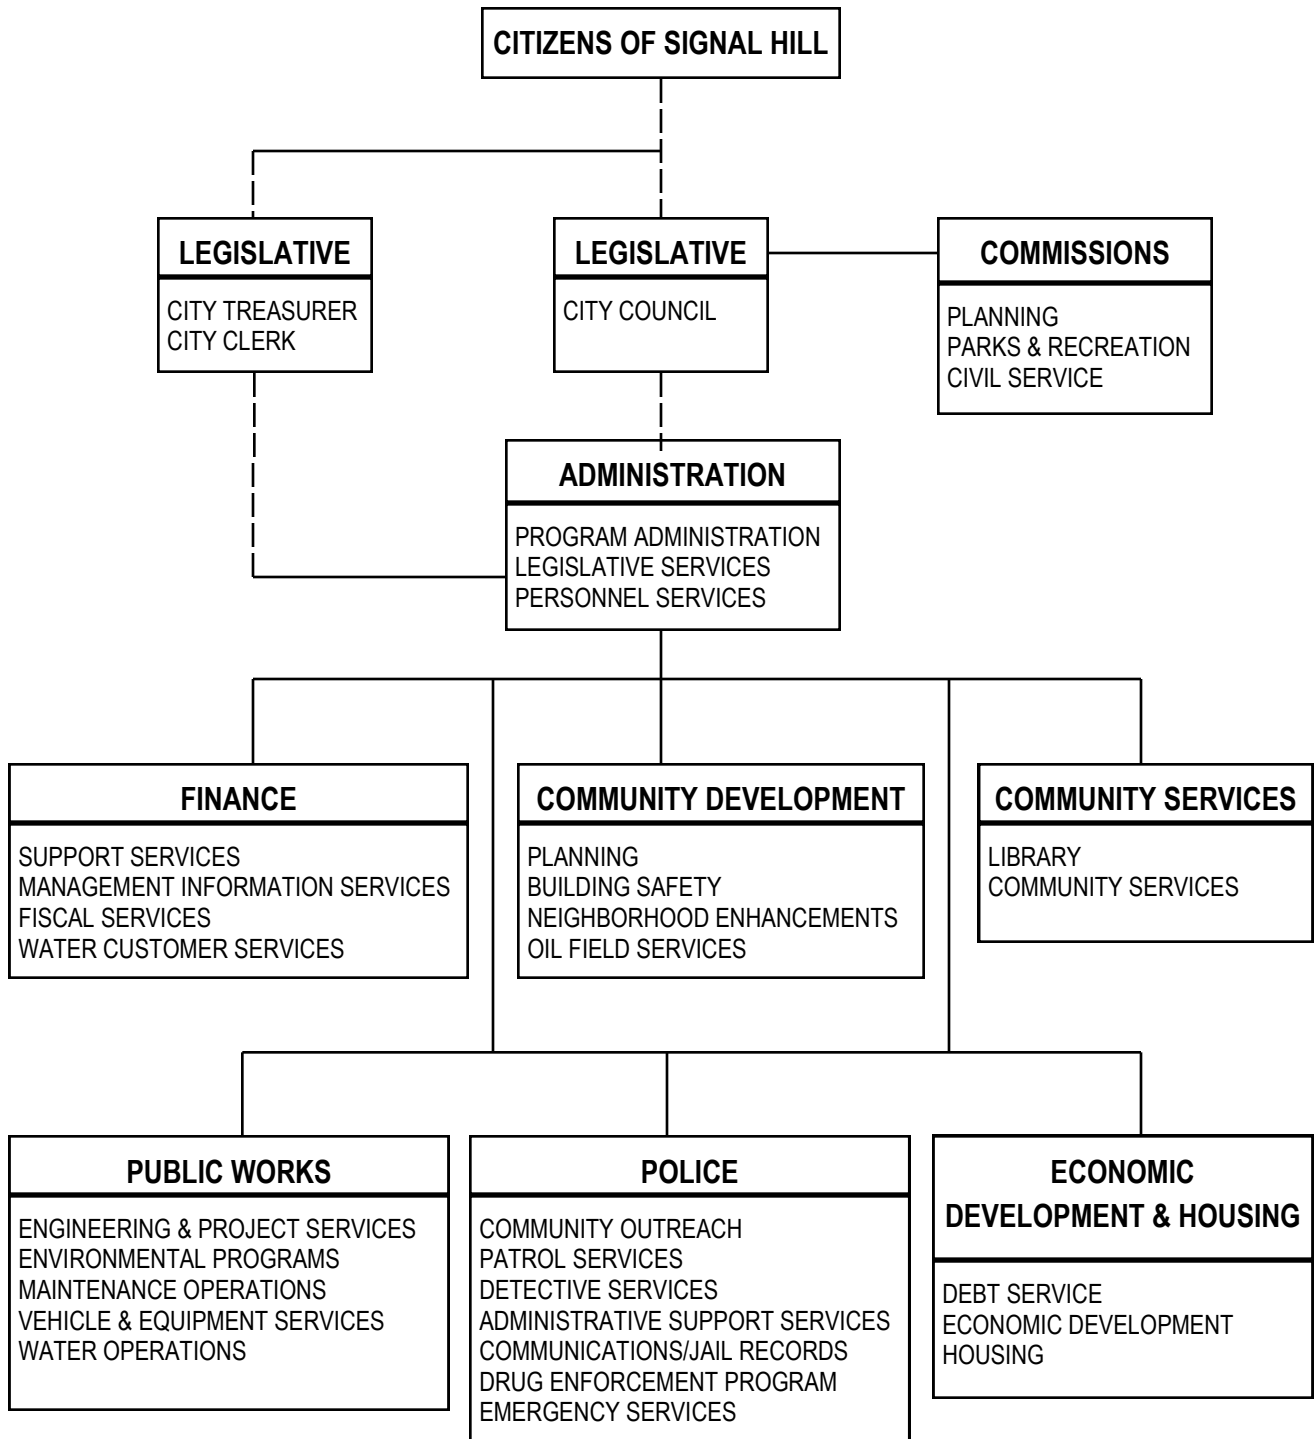 CITIZENS OF SIGNAL HILL
LEGISLATIVE
CITY TREASURER
CITY CLERK
LEGISLATIVE
CITY COUNCIL
COMMISSIONS
PLANNING
PARKS & RECREATION
CIVIL SERVICE
ADMINISTRATION
PROGRAM ADMINISTRATION
LEGISLATIVE SERVICES
PERSONNEL SERVICES
FINANCE
SUPPORT SERVICES
MANAGEMENT INFORMATION SERVICES
FISCAL SERVICES
WATER CUSTOMER SERVICES
COMMUNITY DEVELOPMENT
PLANNING
BUILDING SAFETY
NEIGHBORHOOD ENHANCEMENTS
OIL FIELD SERVICES
COMMUNITY SERVICES
LIBRARY
COMMUNITY SERVICES
PUBLIC WORKS
ENGINEERING & PROJECT SERVICES
ENVIRONMENTAL PROGRAMS
MAINTENANCE OPERATIONS
VEHICLE & EQUIPMENT SERVICES
WATER OPERATIONS
POLICE
COMMUNITY OUTREACH
PATROL SERVICES
DETECTIVE SERVICES
ADMINISTRATIVE SUPPORT SERVICES
COMMUNICATIONS/JAIL RECORDS
DRUG ENFORCEMENT PROGRAM
EMERGENCY SERVICES
ECONOMIC
DEVELOPMENT & HOUSING
DEBT SERVICE
ECONOMIC DEVELOPMENT
HOUSING